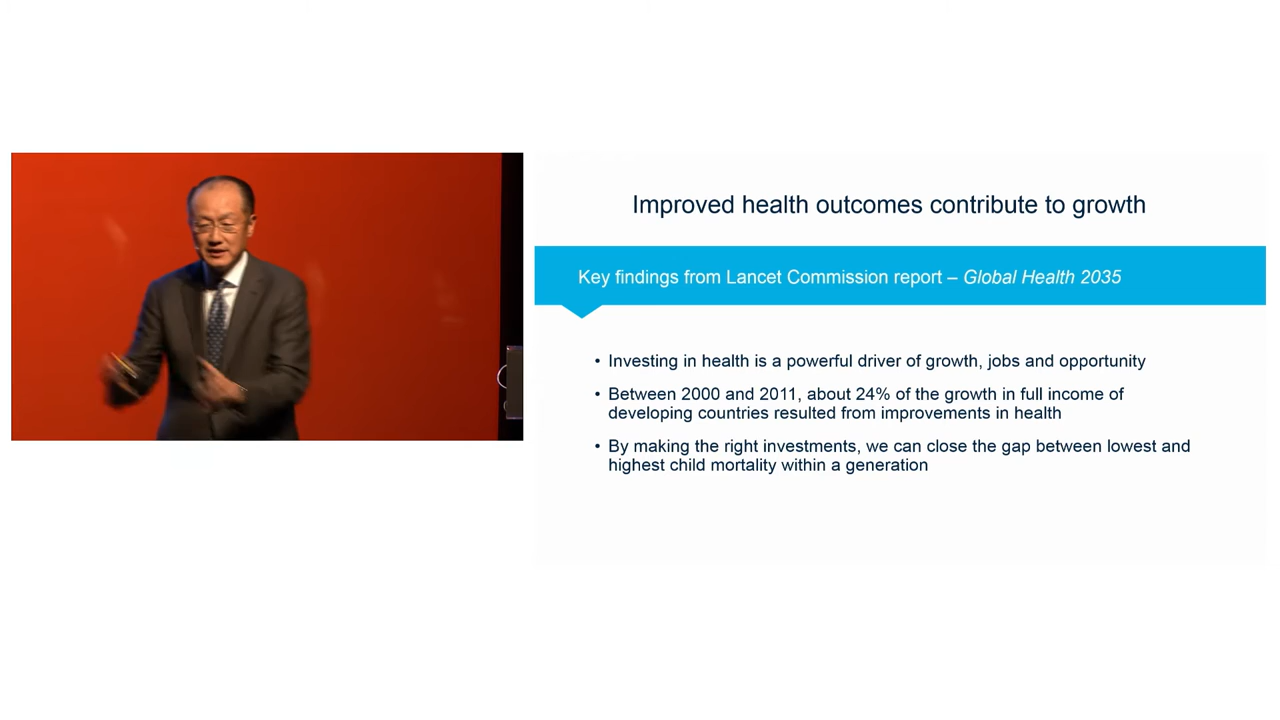 Improved health outcomes contribute to growth
Key findings from Lancet Commission report – Global Health 2035
• Investing in health is a powerful driver of growth, jobs and opportunity
• Between 2000 and 2011, about 24% of the growth in full income of
developing countries resulted from improvements in health
• By making the right investments, we can close the gap between lowest and
highest child mortality within a generation